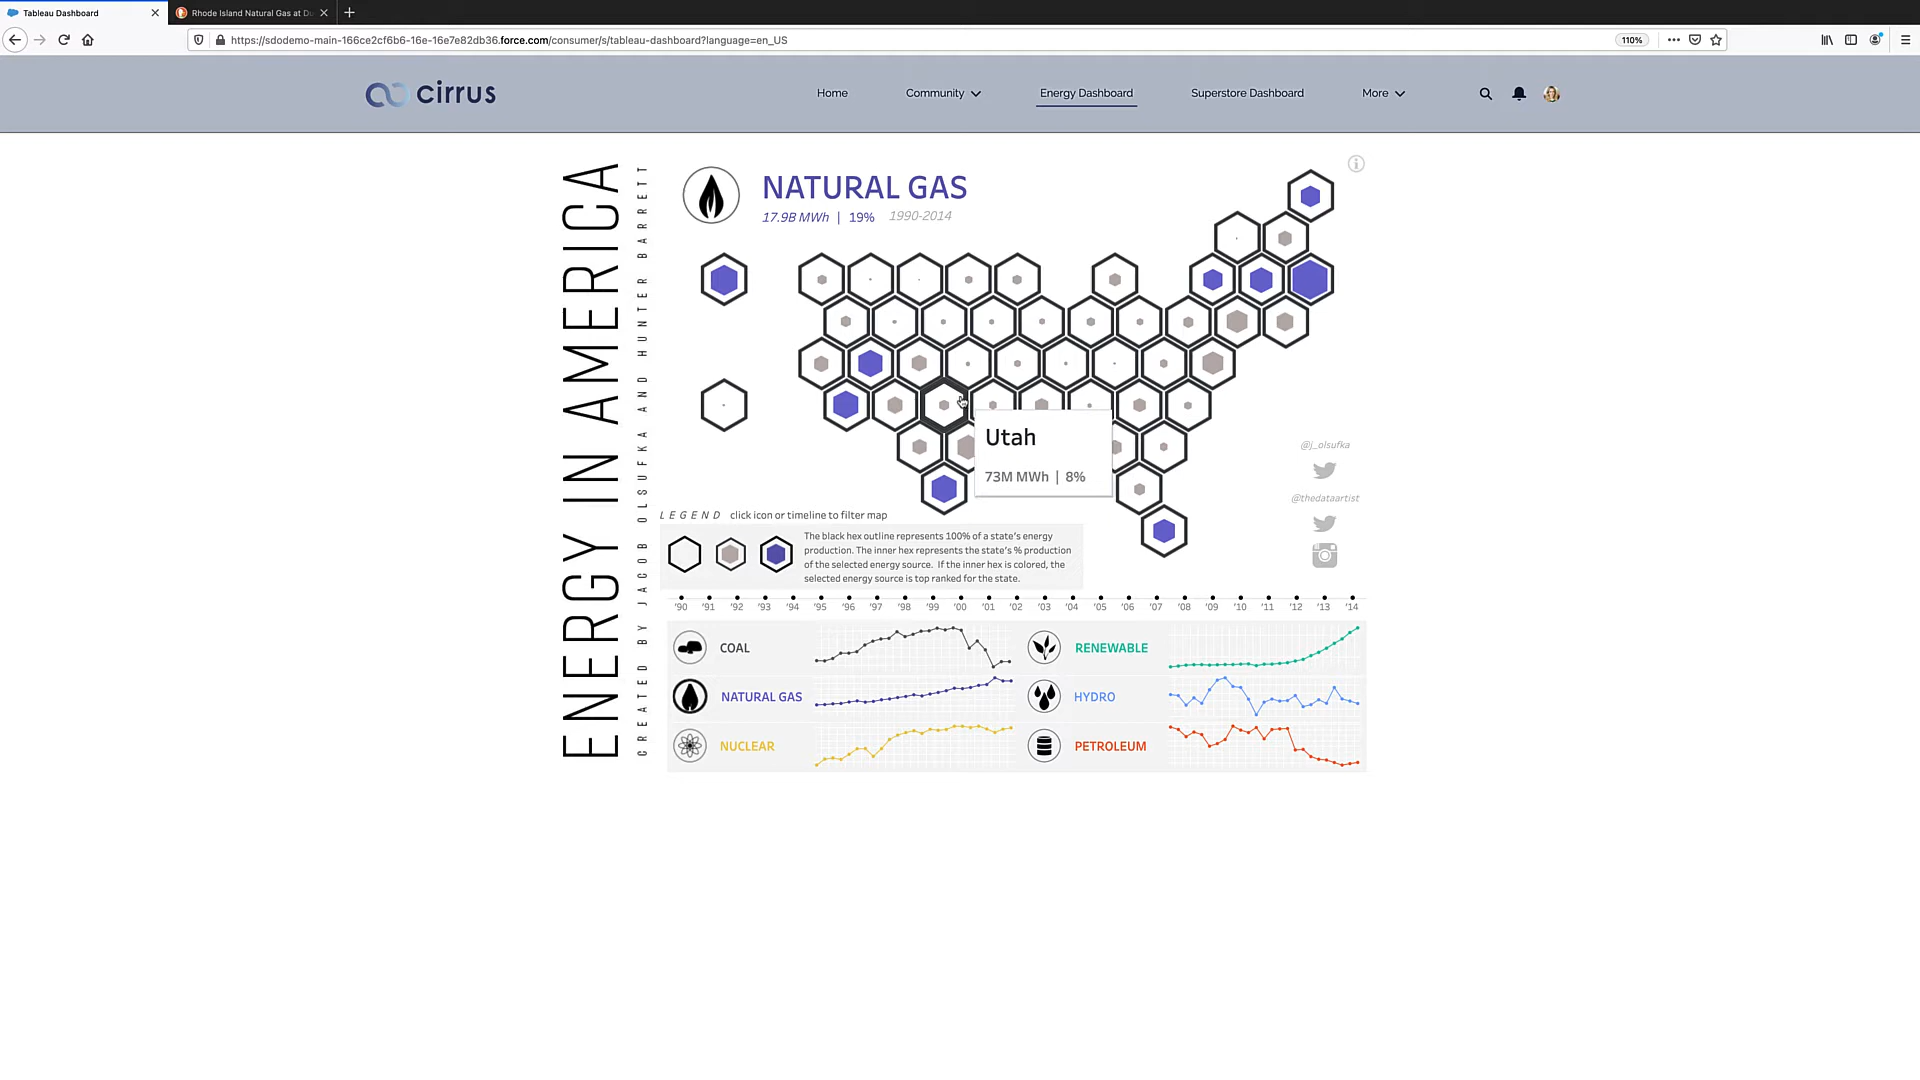 Tableau Dashboard
Rhode Island Natural Gas at D
https://sdodemo-main-166ce2cf6b6-16e-16e7e82db36.force.com/consumer/s/tableau-dashboard?language=en_US
110%
cirrus
Home
Community
Energy Dashboard
Superstore Dashboard
More
ENERGY IN AMERICA
CREATED BY JACOB OLSUFKA AND HUNTER BARRETT
NATURAL GAS
17.9B MWh | 19% 1990-2014
Utah
73M MWh | 8%
@j_olsufka
@thedataartist
LEGEND click icon or timeline to filter map
The black hex outline represents 100% of a state's energy
production. The inner hex represents the state's % production
of the selected energy source. If the inner hex is colored, the
selected energy source is top ranked for the state.
'90 '91 '92 '93 '94 '95 '96 '97 '98 '99 '00 '01 '02 '03 '04 '05 '06 '07 '08 '09 '10 '11 '12 '13 '14
COAL
RENEWABLE
NATURAL GAS
HYDRO
NUCLEAR
PETROLEUM